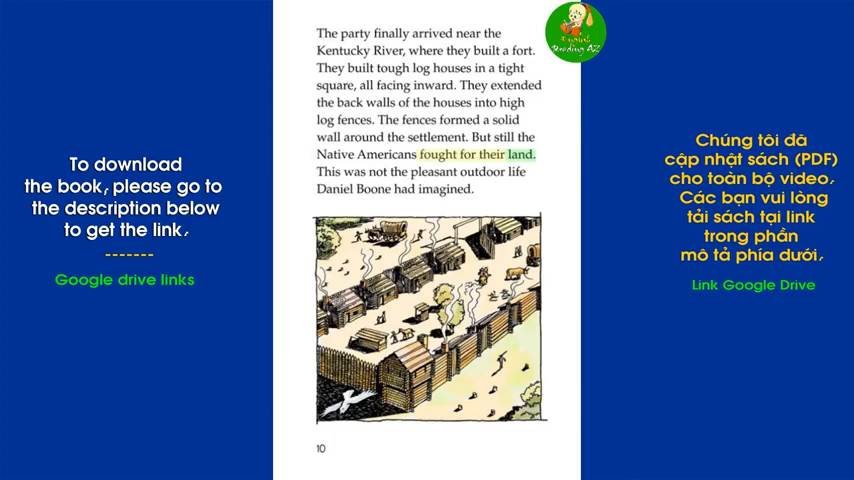 The party finally arrived near the
Kentucky River, where they built a fort.
They built tough log houses in a tight
square, all facing inward. They extended
the back walls of the houses into high
log fences. The fences formed a solid
wall around the settlement. But still the
Native Americans fought for their land.
This was not the pleasant outdoor life
Daniel Boone had imagined.
10
To download
the book, please go to
the description below
to get the link,
-------
Google drive links
Chúng tôi đã
cập nhật sách (PDF)
cho toàn bộ video,
Các bạn vui lòng
tải sách tại link
trong phần
mô tả phía dưới,
Link Google Drive
Reading AZ